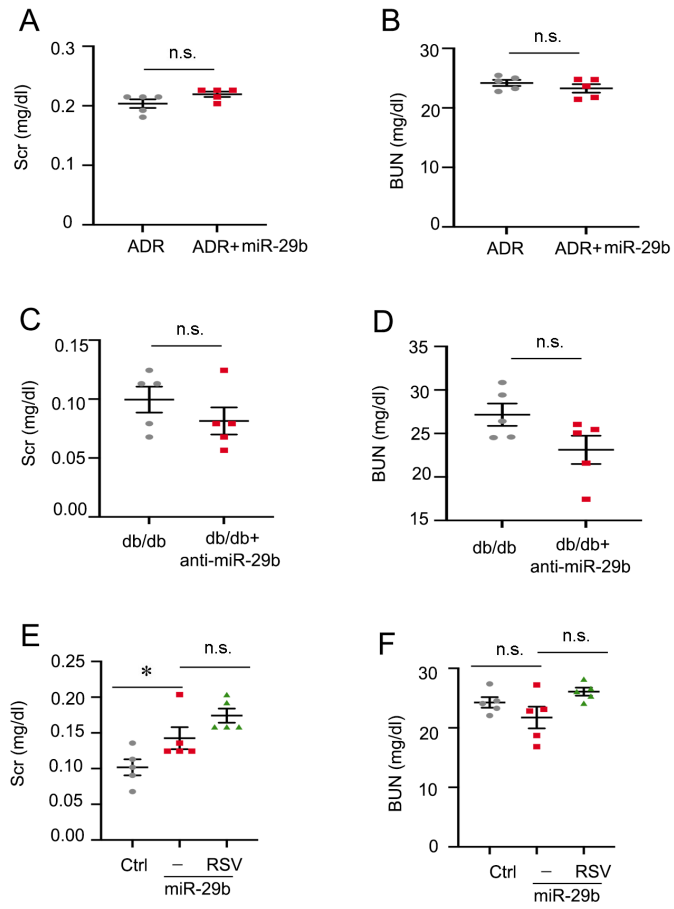 A
n.s.
Scr (mg/dl)
0.3
0.2
0.1
0
ADR
ADR+miR-29b
B
n.s.
BUN (mg/dl)
30
20
10
0
ADR
ADR+miR-29b
C
n.s.
Scr (mg/dl)
0.15
0.10
0.05
0.00
db/db
db/db+
anti-miR-29b
D
n.s.
BUN (mg/dl)
35
30
25
20
15
db/db
db/db+
anti-miR-29b
E
n.s.
*
Scr (mg/dl)
0.25
0.20
0.15
0.10
0.05
0.00
Ctrl
–
RSV
miR-29b
F
n.s.
n.s.
BUN (mg/dl)
30
20
10
0
Ctrl
–
RSV
miR-29b